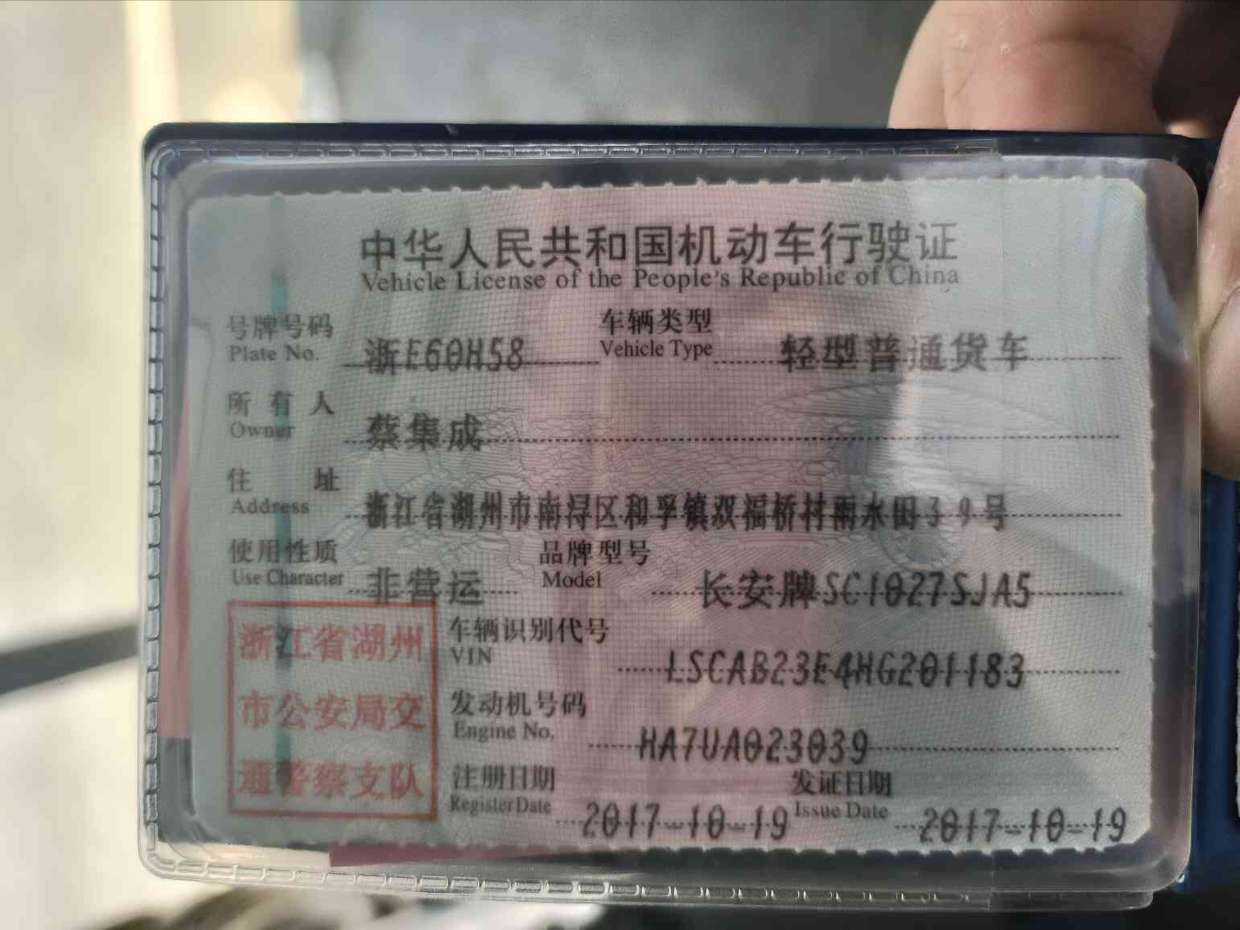 中华人民共和国机动车行驶证
Vehicle License of the People's Republic of China
号牌号码 浙E60H58 车辆类型 轻型普通货车
Plate No. Vehicle Type
所有人 蔡集成
Owner
住址 浙江省湖州市南浔区和孚镇双福桥村雨水田39号
Address
使用性质 非营运 品牌型号 长安牌SC1027SJA5
Use Character Model
浙江省湖州
市公安局交
通警察支队
车辆识别代号 LSCAB23E4HG201183
VIN
发动机号码 HA7UA023039
Engine No.
注册日期 2017-10-19 发证日期 2017-10-19
Register Date Issue Date